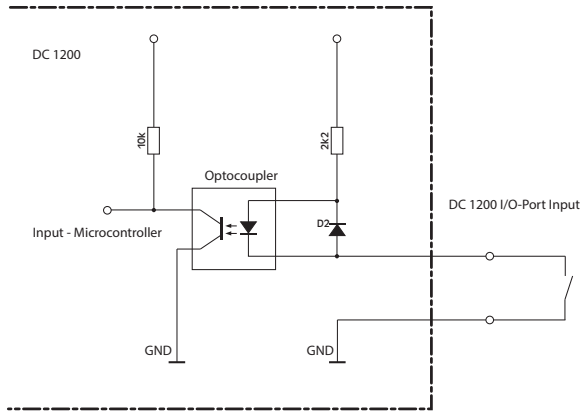 DC 1200
10k
2k2
Optocoupler
D2
DC 1200 I/O-Port Input
Input - Microcontroller
GND
GND